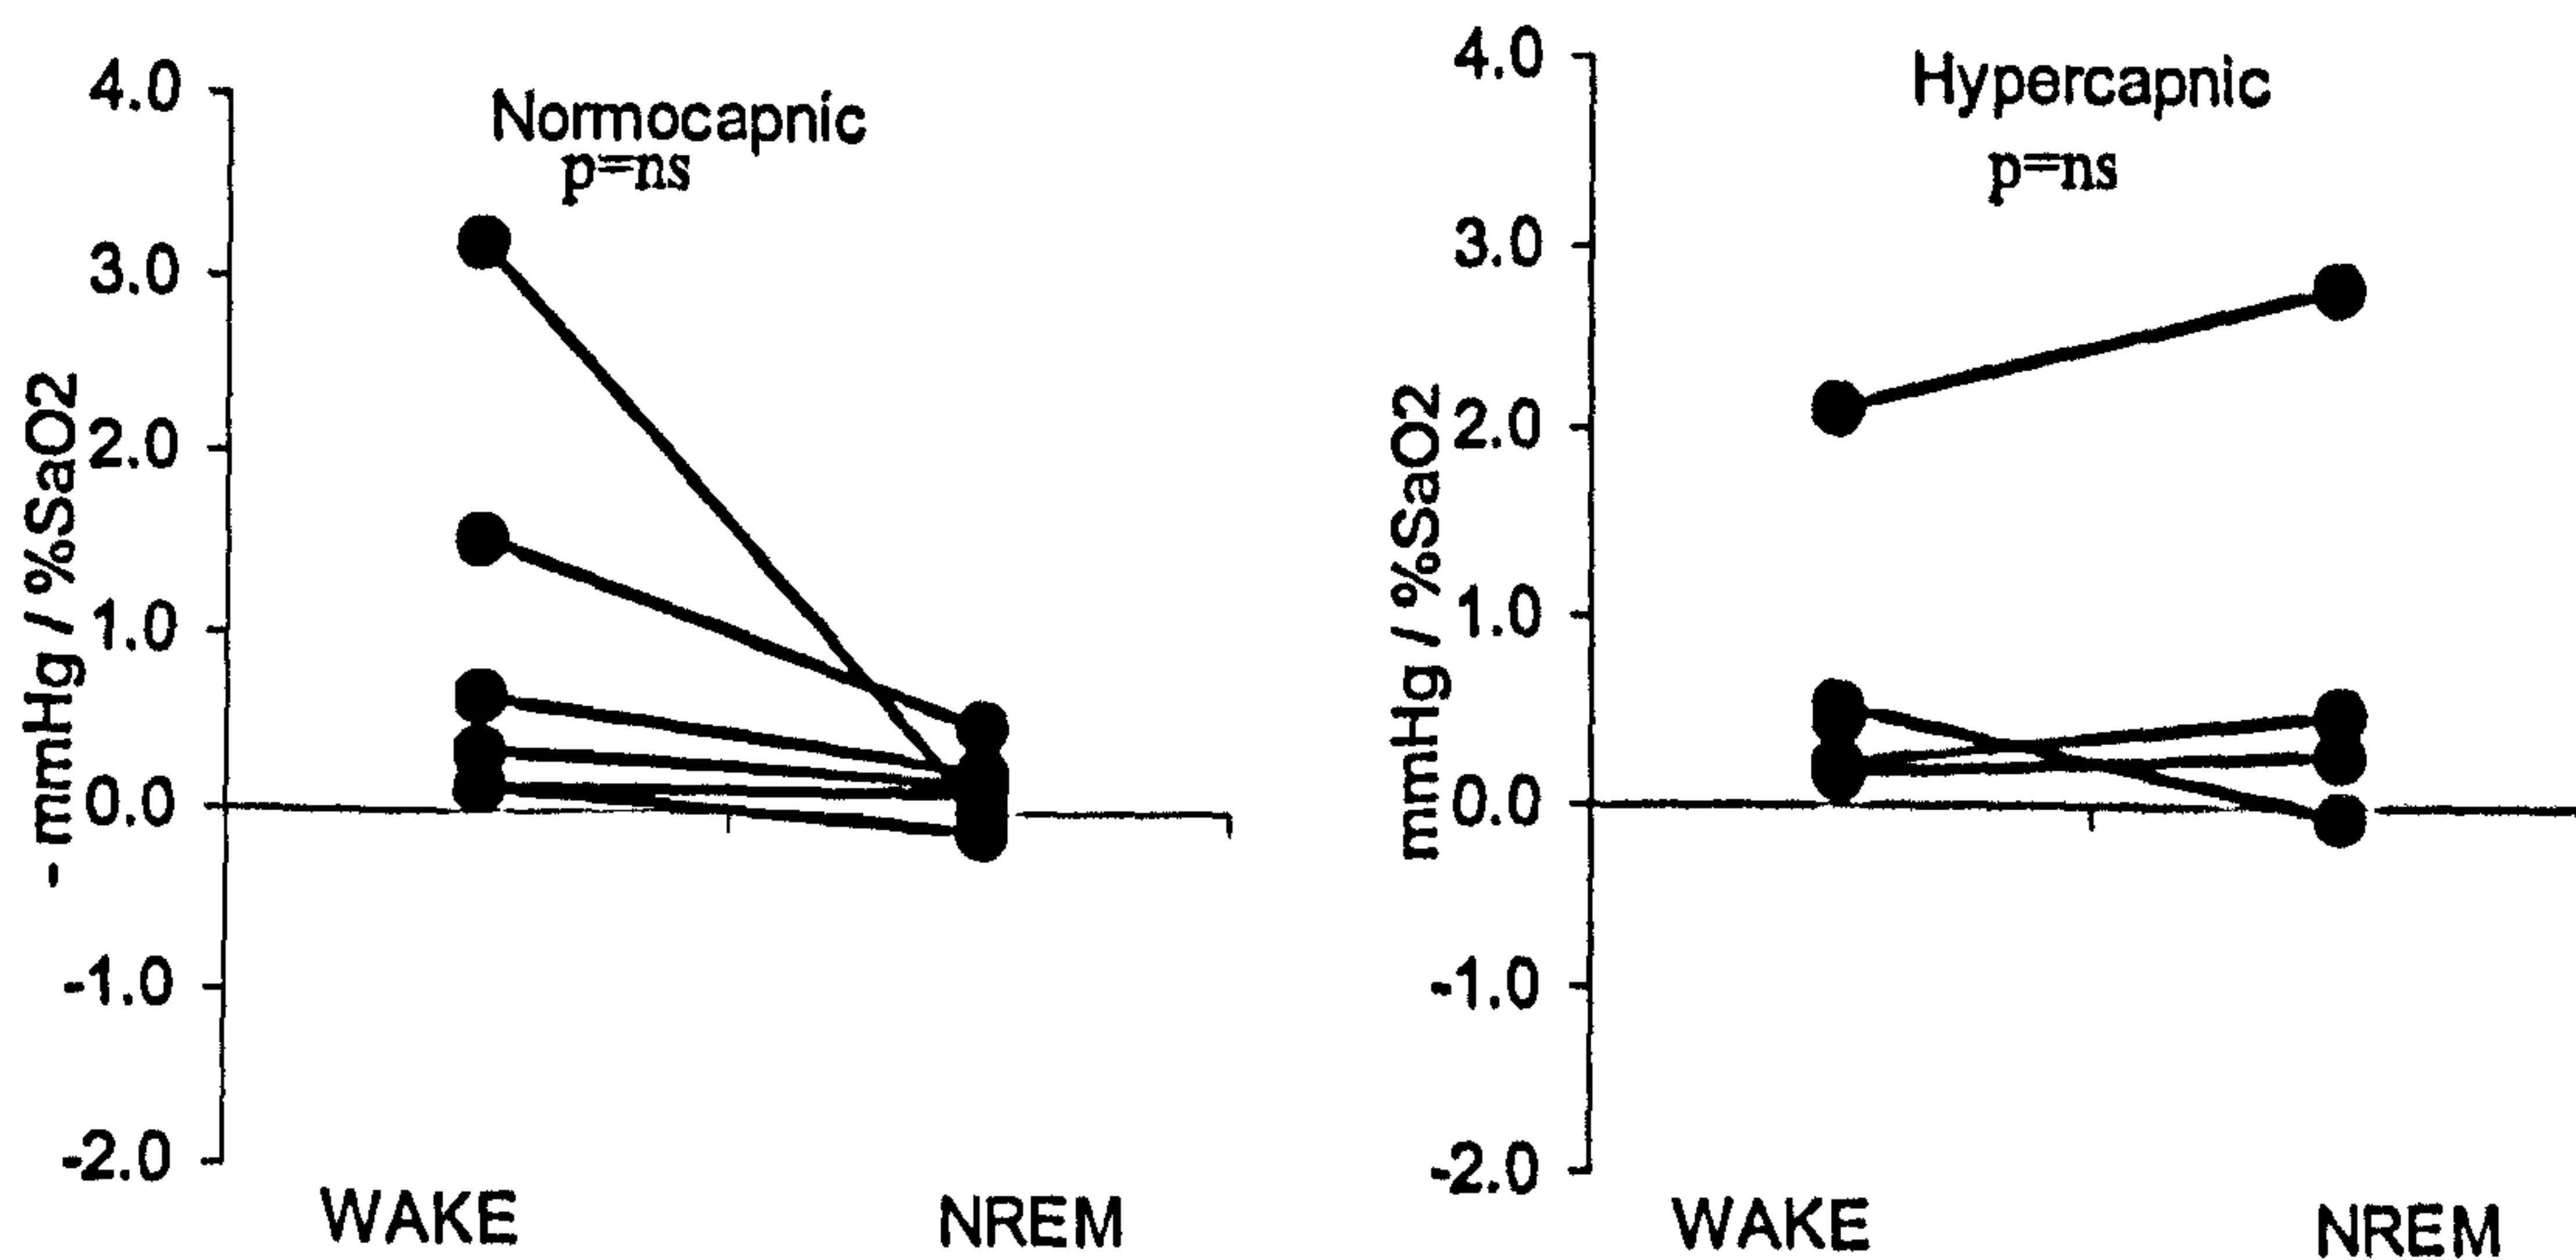 Normocapnic
p=ns
- mmHg / %SaO2
4.0
3.0
2.0
1.0
0.0
-1.0
-2.0
WAKE NREM
Hypercapnic
p=ns
mmHg / %SaO2
4.0
3.0
2.0
1.0
0.0
-1.0
-2.0
WAKE NREM